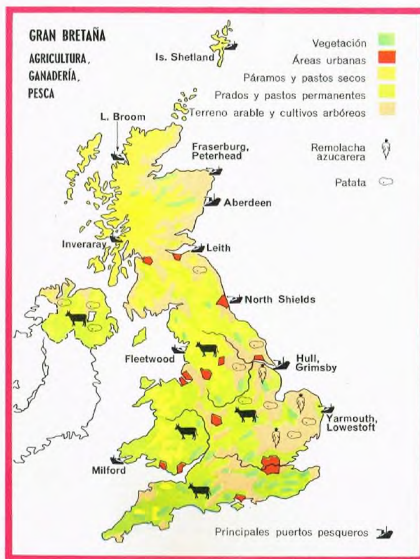 GRAN BRETAÑA
AGRICULTURA,
GANADERÍA,
PESCA
Is. Shetland
Vegetación
Áreas urbanas
Páramos y pastos secos
Prados y pastos permanentes
Terreno arable y cultivos arbóreos
Remolacha
azucarera
Patata
L. Broom
Fraserburg,
Peterhead
Aberdeen
Inveraray
Leith
North Shields
Fleetwood
Hull,
Grimsby
Yarmouth,
Lowestoft
Milford
Principales puertos pesqueros